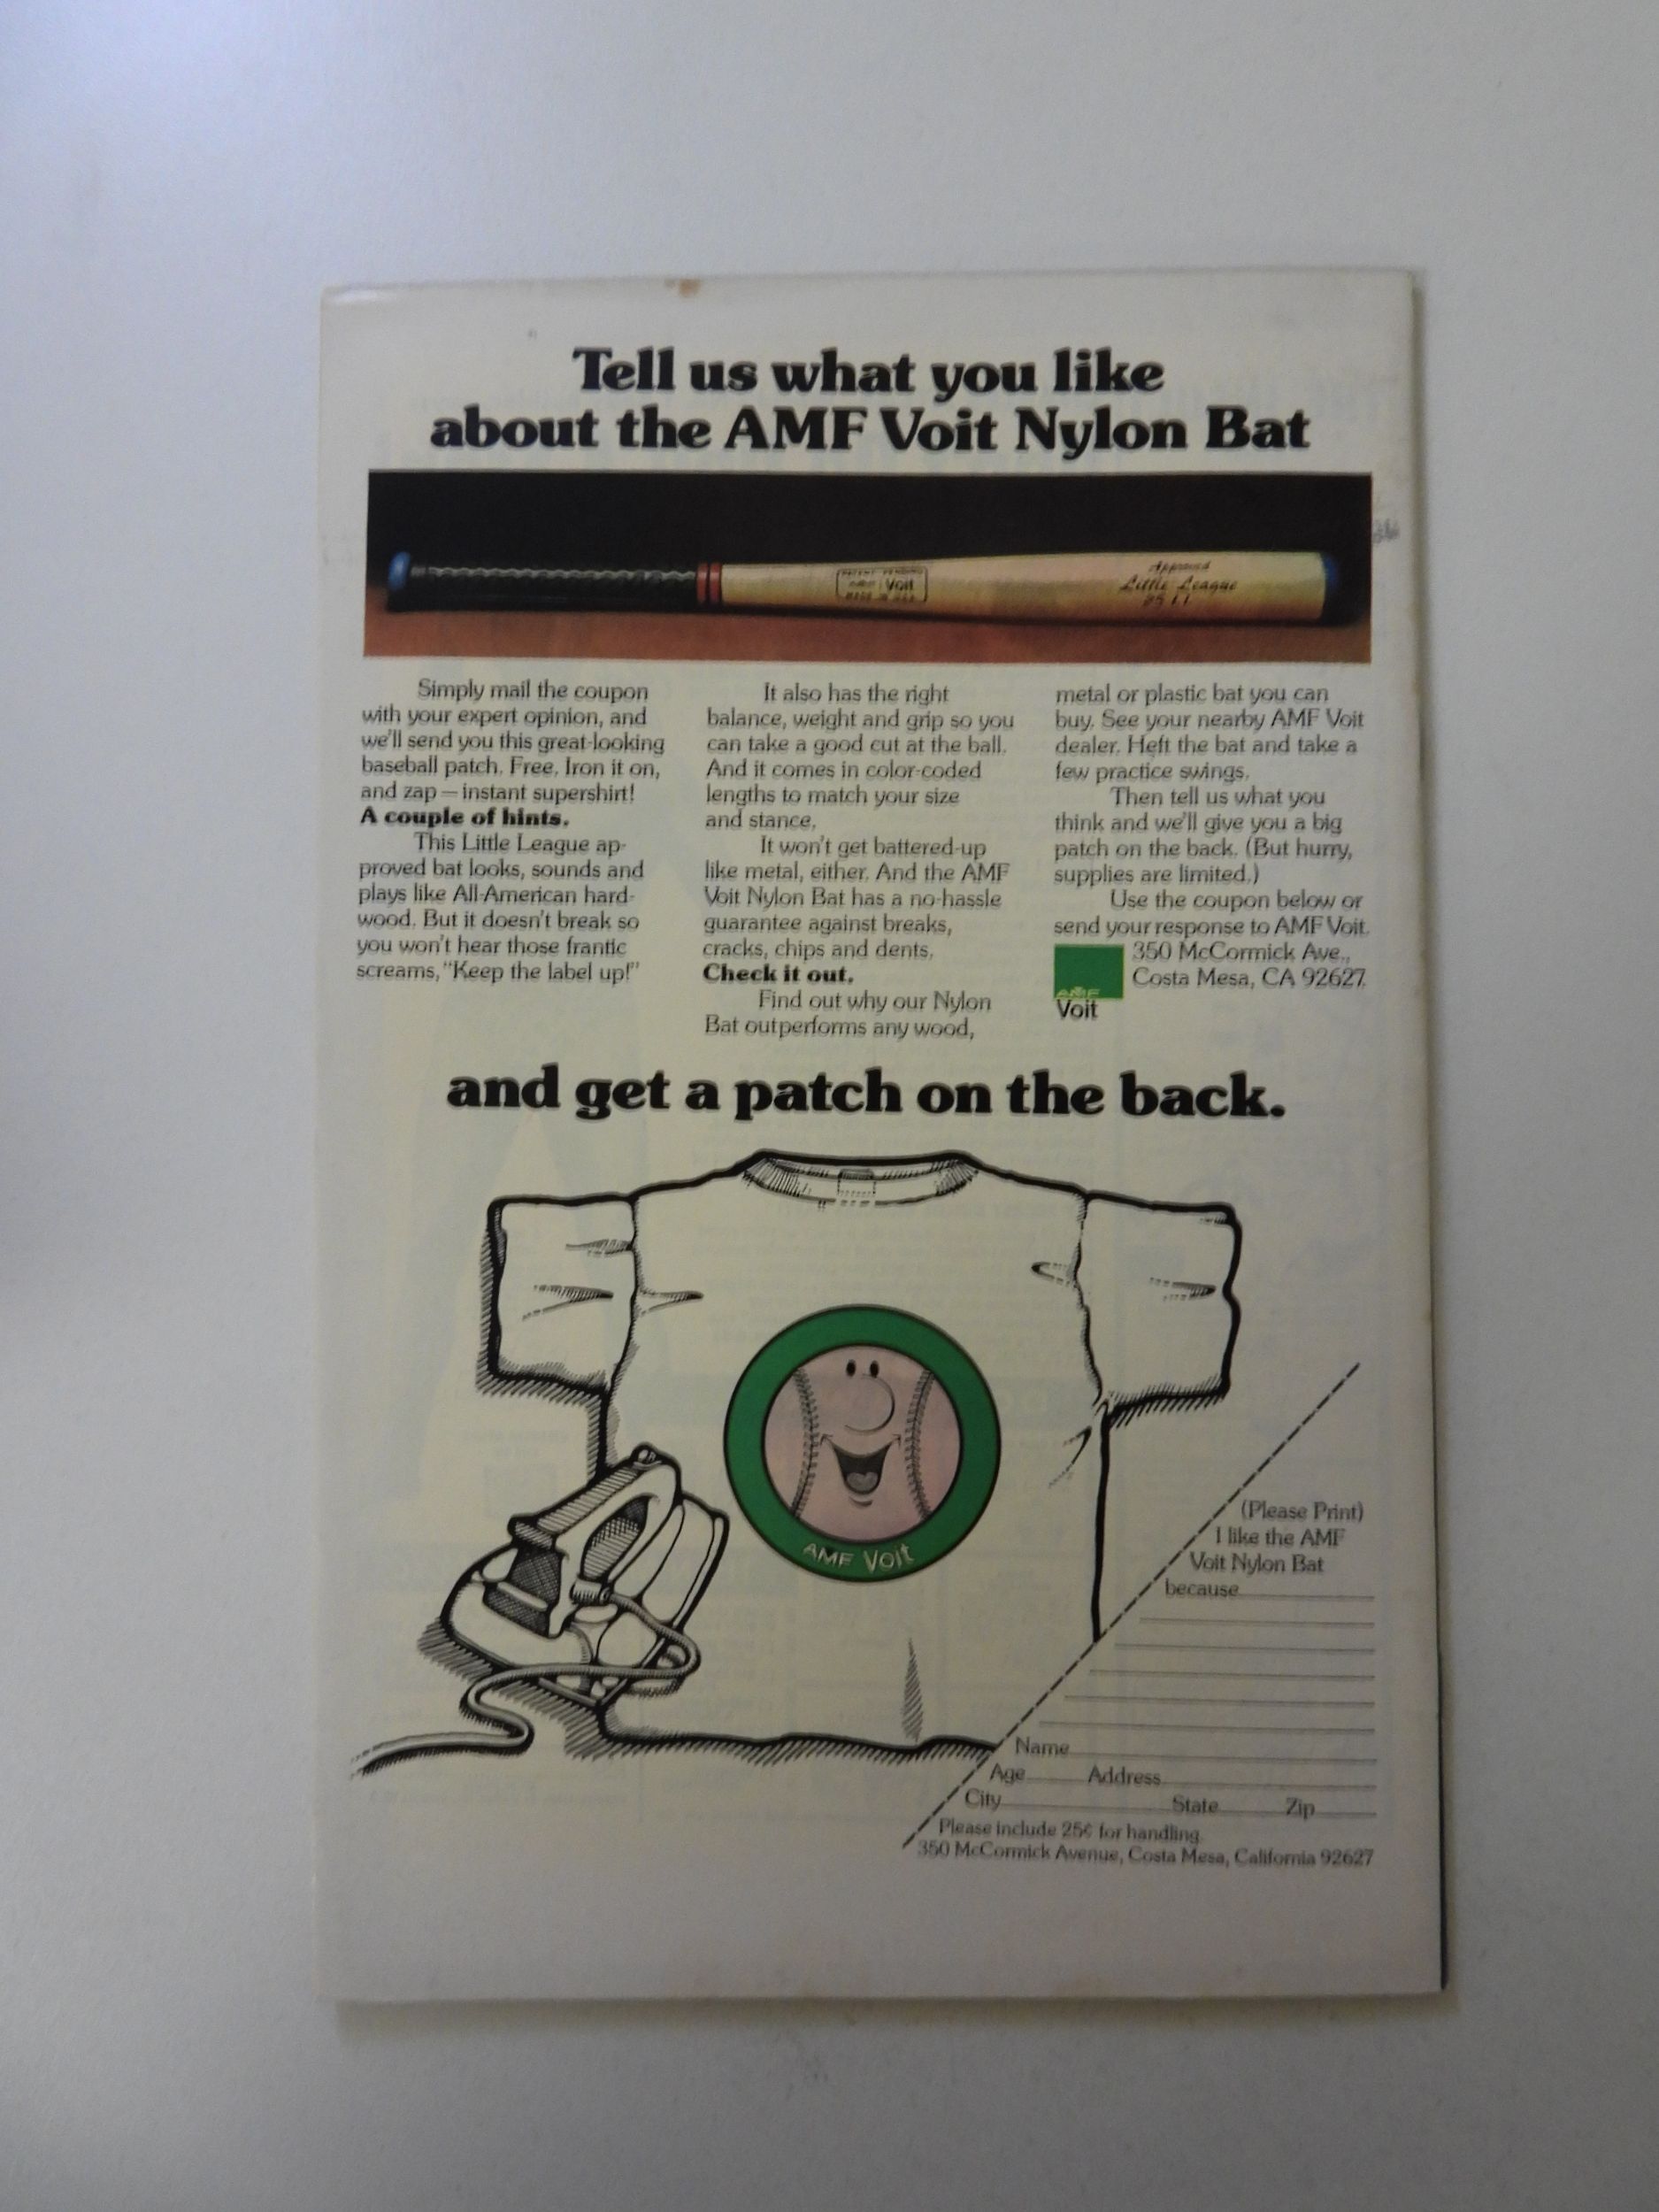 Tell us what you like
about the AMF Voit Nylon Bat
PATENT PENDING
AMF Voit
MADE IN U.S.A.
Approved
Little League
Simply mail the coupon
with your expert opinion, and
we'll send you this great-looking
baseball patch. Free. Iron it on,
and zap — instant supershirt!
A couple of hints.
This Little League ap-
proved bat looks, sounds and
plays like All-American hard-
wood. But it doesn't break so
you won't hear those frantic
screams, "Keep the label up!"
It also has the right
balance, weight and grip so you
can take a good cut at the ball.
And it comes in color-coded
lengths to match your size
and stance.
It won't get battered-up
like metal, either. And the AMF
Voit Nylon Bat has a no-hassle
guarantee against breaks,
cracks, chips and dents.
Check it out.
Find out why our Nylon
Bat outperforms any wood,
metal or plastic bat you can
buy. See your nearby AMF Voit
dealer. Heft the bat and take a
few practice swings.
Then tell us what you
think and we'll give you a big
patch on the back. (But hurry,
supplies are limited.)
Use the coupon below or
send your response to AMF Voit.
350 McCormick Ave.,
Costa Mesa, CA 92627.
AMF
Voit
and get a patch on the back.
AMF Voit
(Please Print)
I like the AMF
Voit Nylon Bat
because
Name
Age Address
City State Zip
Please include 25¢ for handling.
350 McCormick Avenue, Costa Mesa, California 92627